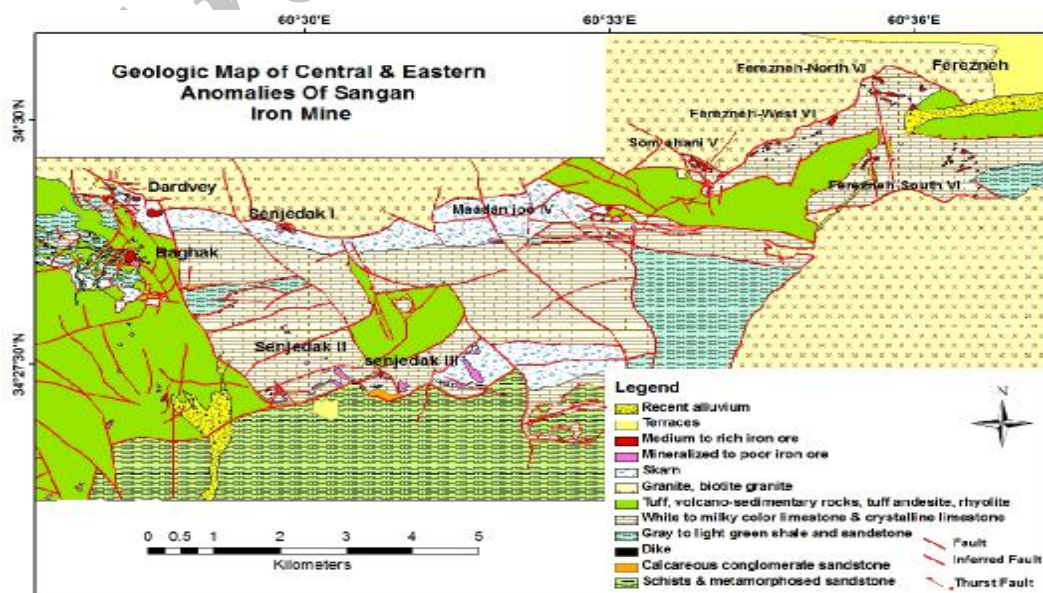 60°30'E
60°33'E
60°36'E
Geologic Map of Central & Eastern
Anomalies Of Sangan
Iron Mine
34°30'N
34°27'30"N
Ferezneh-North VI
Ferezneh
Ferezneh-West VI
Som-ahani V
Ferezneh-South VI
Dardvey
Senjedak I
Maadan joo IV
Baghak
Senjedak II
senjedak III
Legend
Recent alluvium
Terraces
Medium to rich iron ore
Mineralized to poor iron ore
Skarn
Granite, biotite granite
Tuff, volcano-sedimentary rocks, tuff andesite, rhyolite
White to milky color limestone & crystalline limestone
Gray to light green shale and sandstone
Dike
Calcareous conglomerate sandstone
Schists & metamorphosed sandstone
Fault
Inferred Fault
Thurst Fault
N
0 0.5 1 2 3 4 5
Kilometers